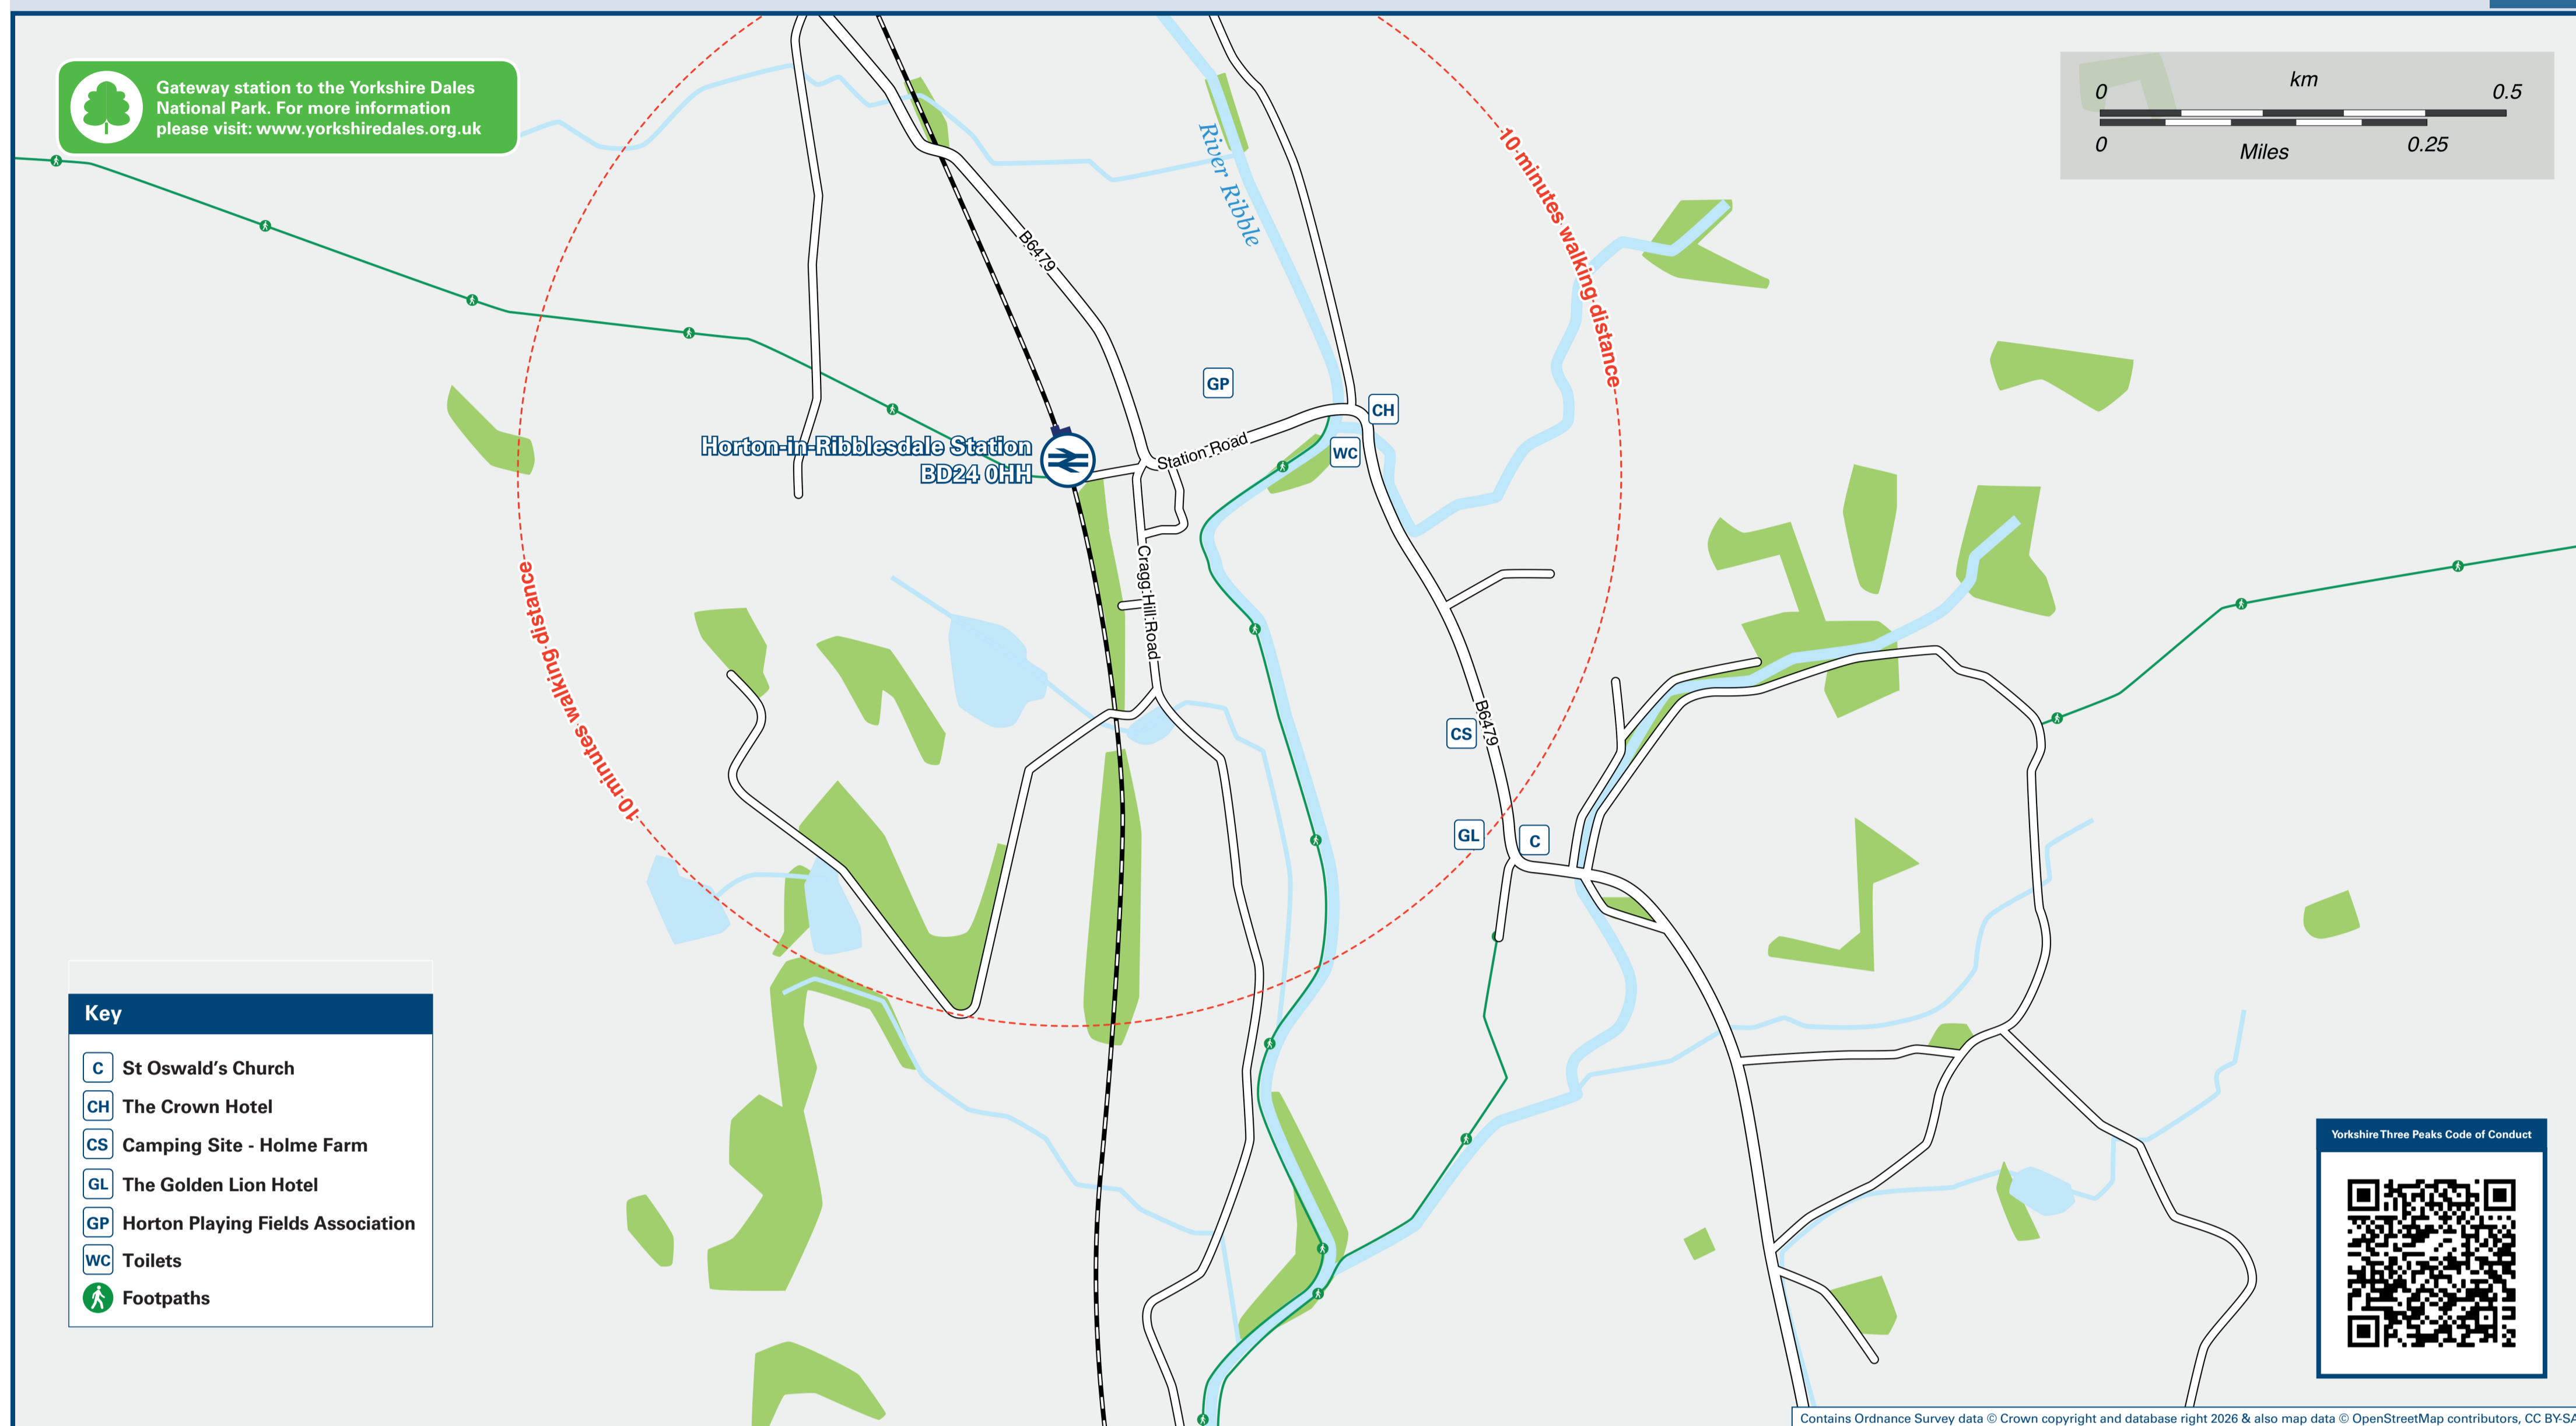 Gateway station to the Yorkshire Dales
National Park. For more information
please visit: www.yorkshiredales.org.uk
km
0 0.5
0 0.25
Miles
River Ribble
10 minutes walking distance
B6479
GP
CH
Station Road
WC
Horton-in-Ribblesdale Station
BD24 0HH
Cragg Hill Road
10 minutes walking distance
CS
B6479
GL
C
Key
C St Oswald’s Church
CH The Crown Hotel
CS Camping Site - Holme Farm
GL The Golden Lion Hotel
GP Horton Playing Fields Association
WC Toilets
Footpaths
Yorkshire Three Peaks Code of Conduct
Contains Ordnance Survey data © Crown copyright and database right 2026 & also map data © OpenStreetMap contributors, CC BY-SA